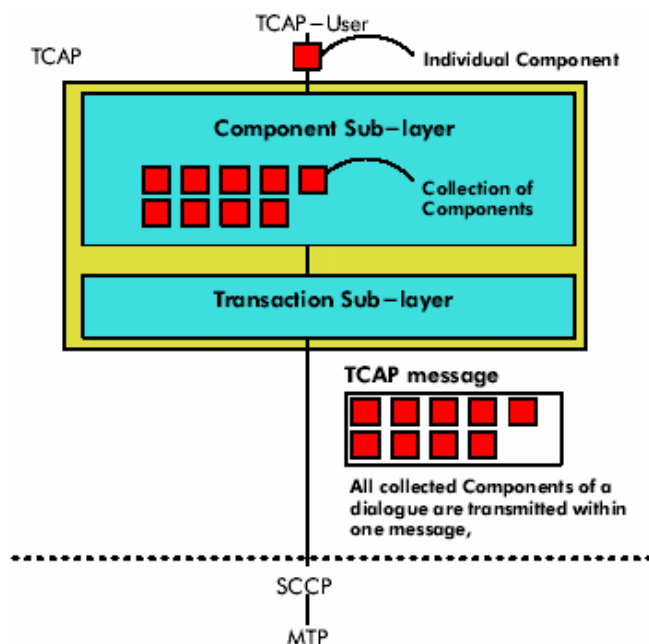 TCAP-User
TCAP
Individual Component
Component Sub-layer
Collection of
Components
Transaction Sub-layer
TCAP message
All collected Components of a
dialogue are transmitted within
one message,
SCCP
MTP